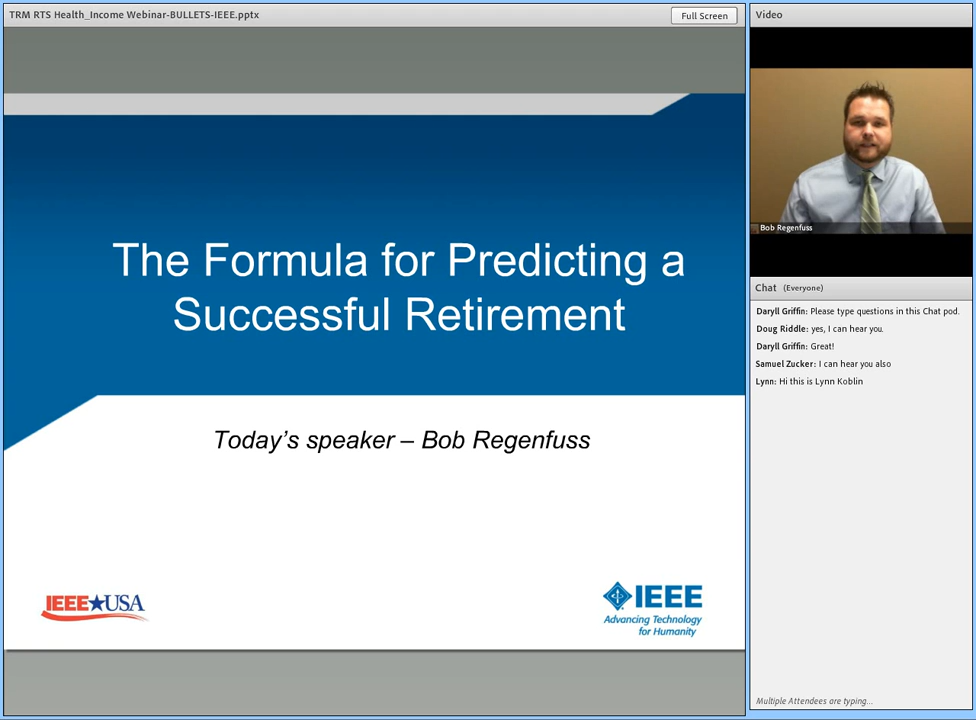 TRM RTS Health_Income Webinar-BULLETS-IEEE.pptx
Full Screen
The Formula for Predicting a
Successful Retirement
Today's speaker – Bob Regenfuss
IEEE★USA
IEEE
Advancing Technology
for Humanity
Video
Bob Regenfuss
Chat (Everyone)
Daryll Griffin: Please type questions in this Chat pod.
Doug Riddle: yes, I can hear you.
Daryll Griffin: Great!
Samuel Zucker: I can hear you also
Lynn: Hi this is Lynn Koblin
Multiple Attendees are typing...